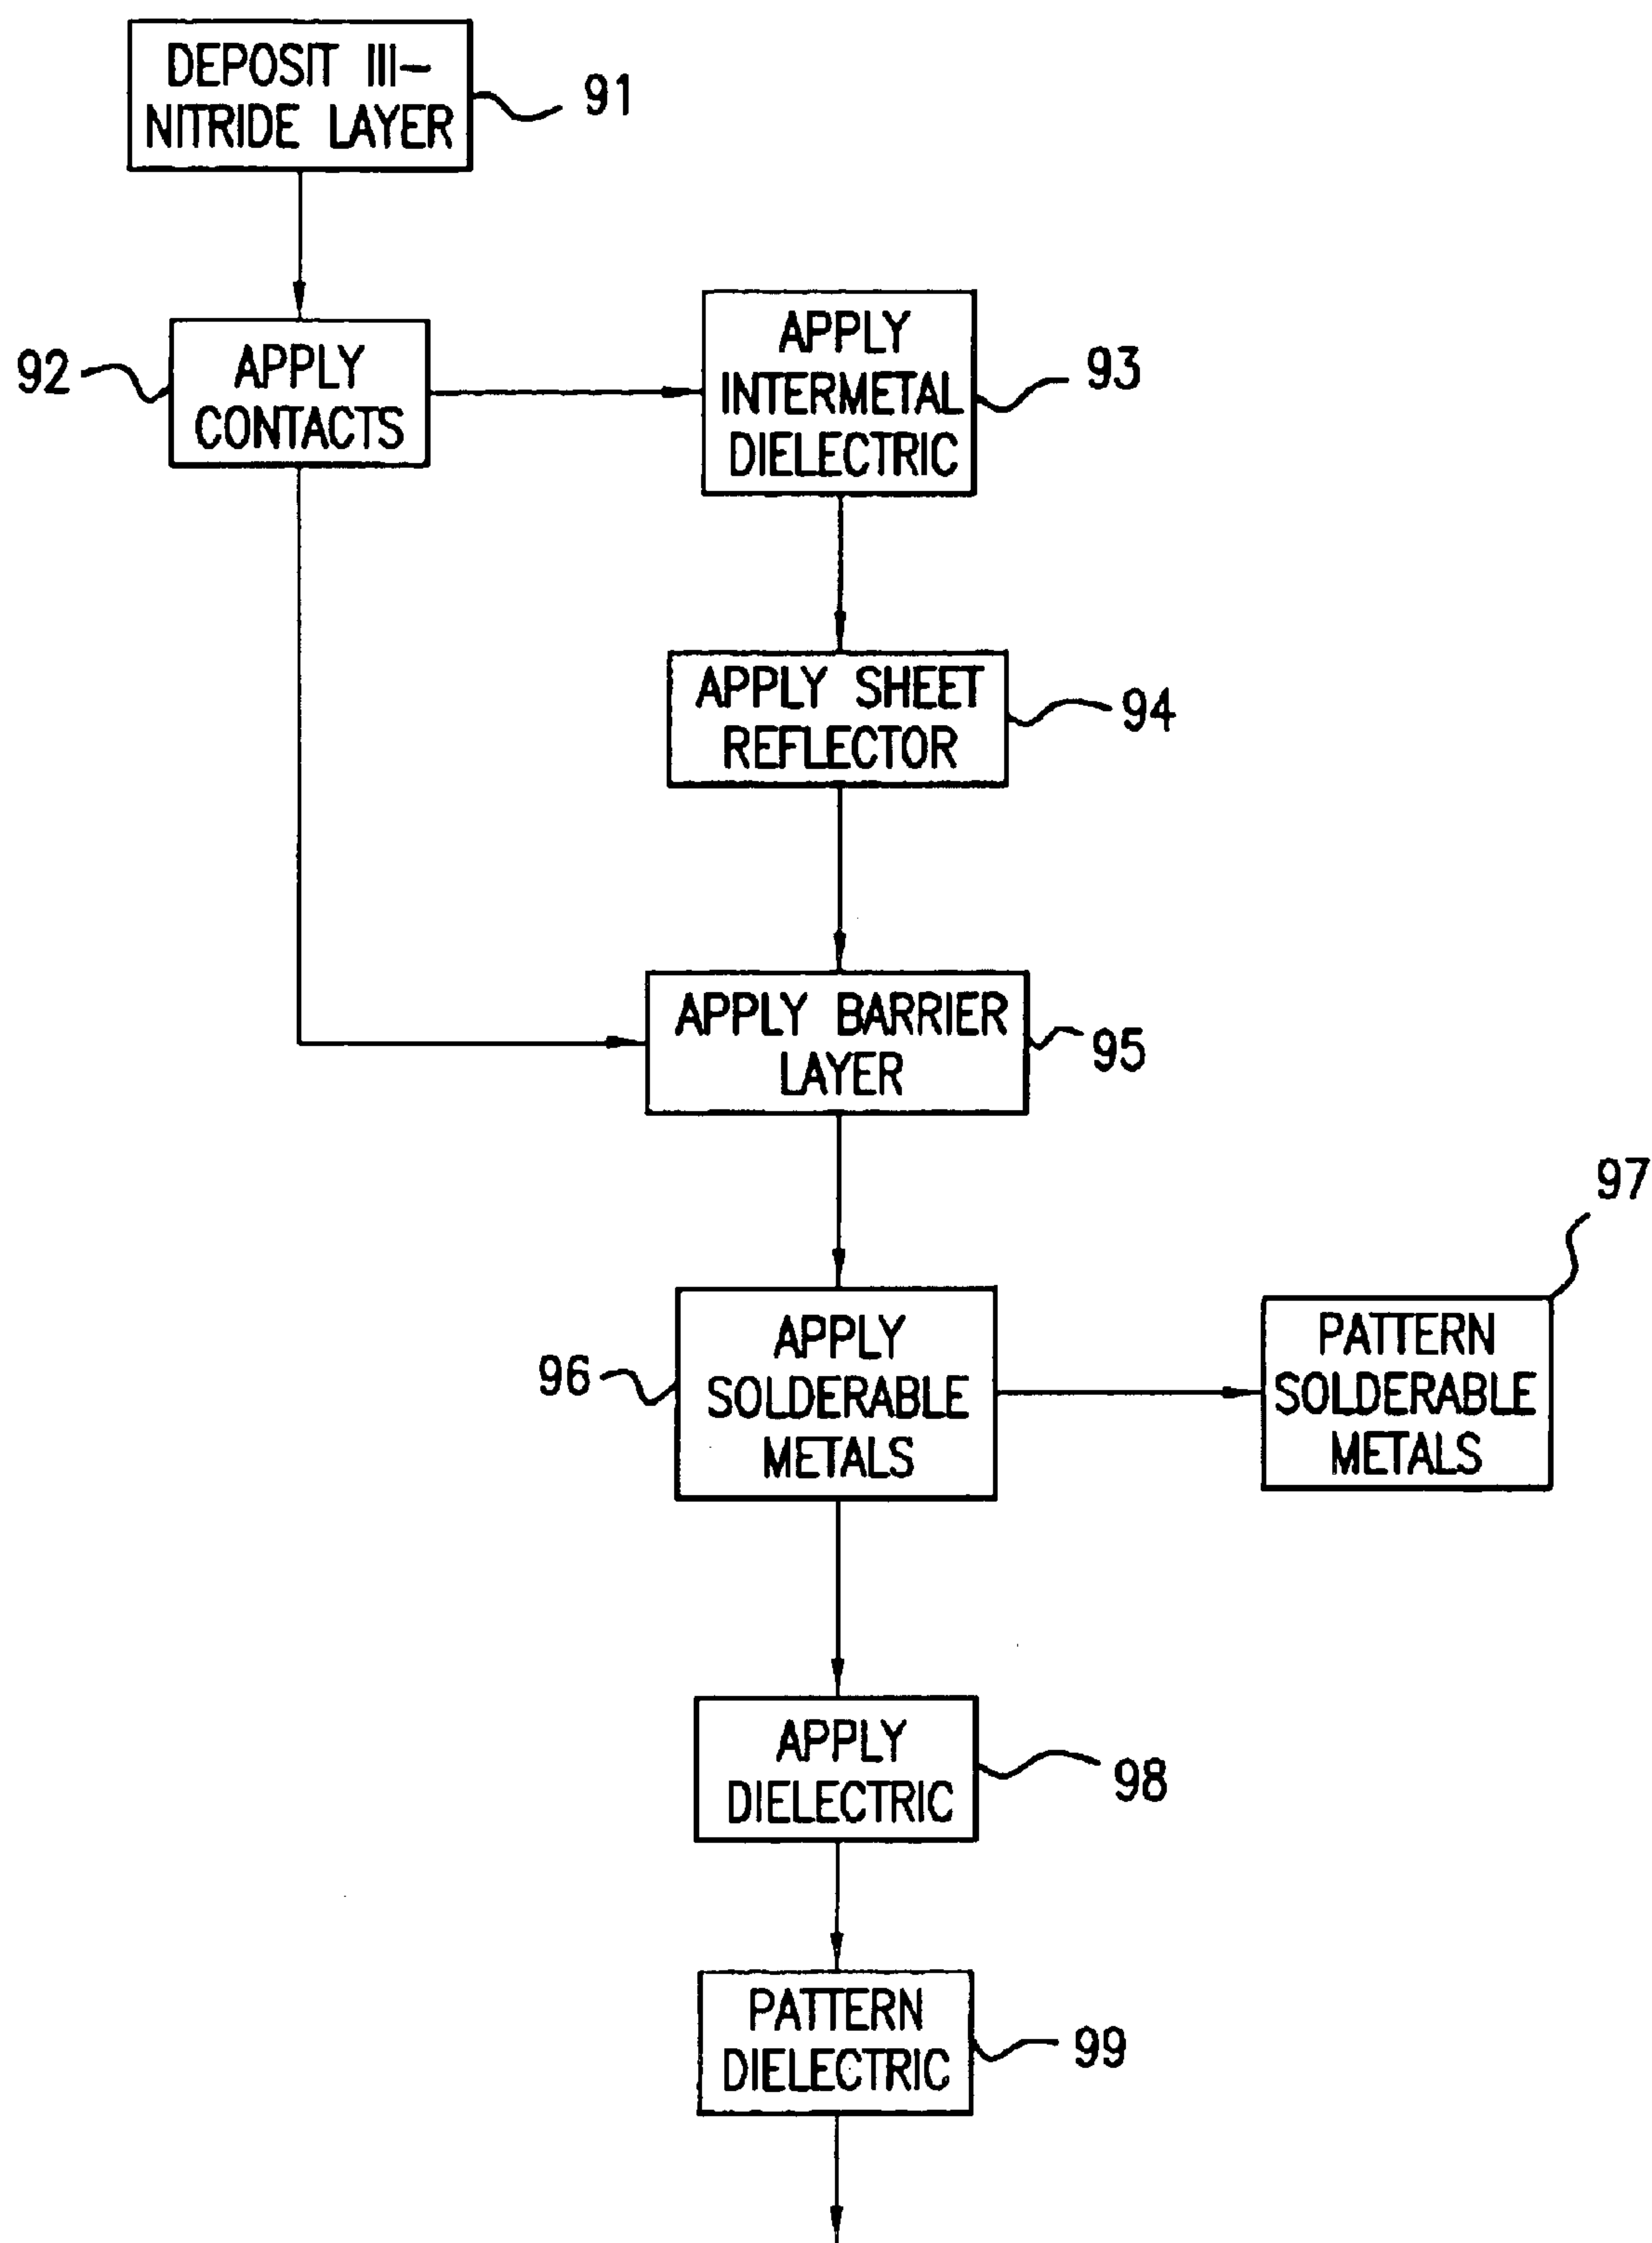 DEPOSIT III-
NITRIDE LAYER
91
92
APPLY
CONTACTS
APPLY
INTERMETAL
DIELECTRIC
93
APPLY SHEET
REFLECTOR
94
APPLY BARRIER
LAYER
95
96
APPLY
SOLDERABLE
METALS
97
PATTERN
SOLDERABLE
METALS
APPLY
DIELECTRIC
98
PATTERN
DIELECTRIC
99